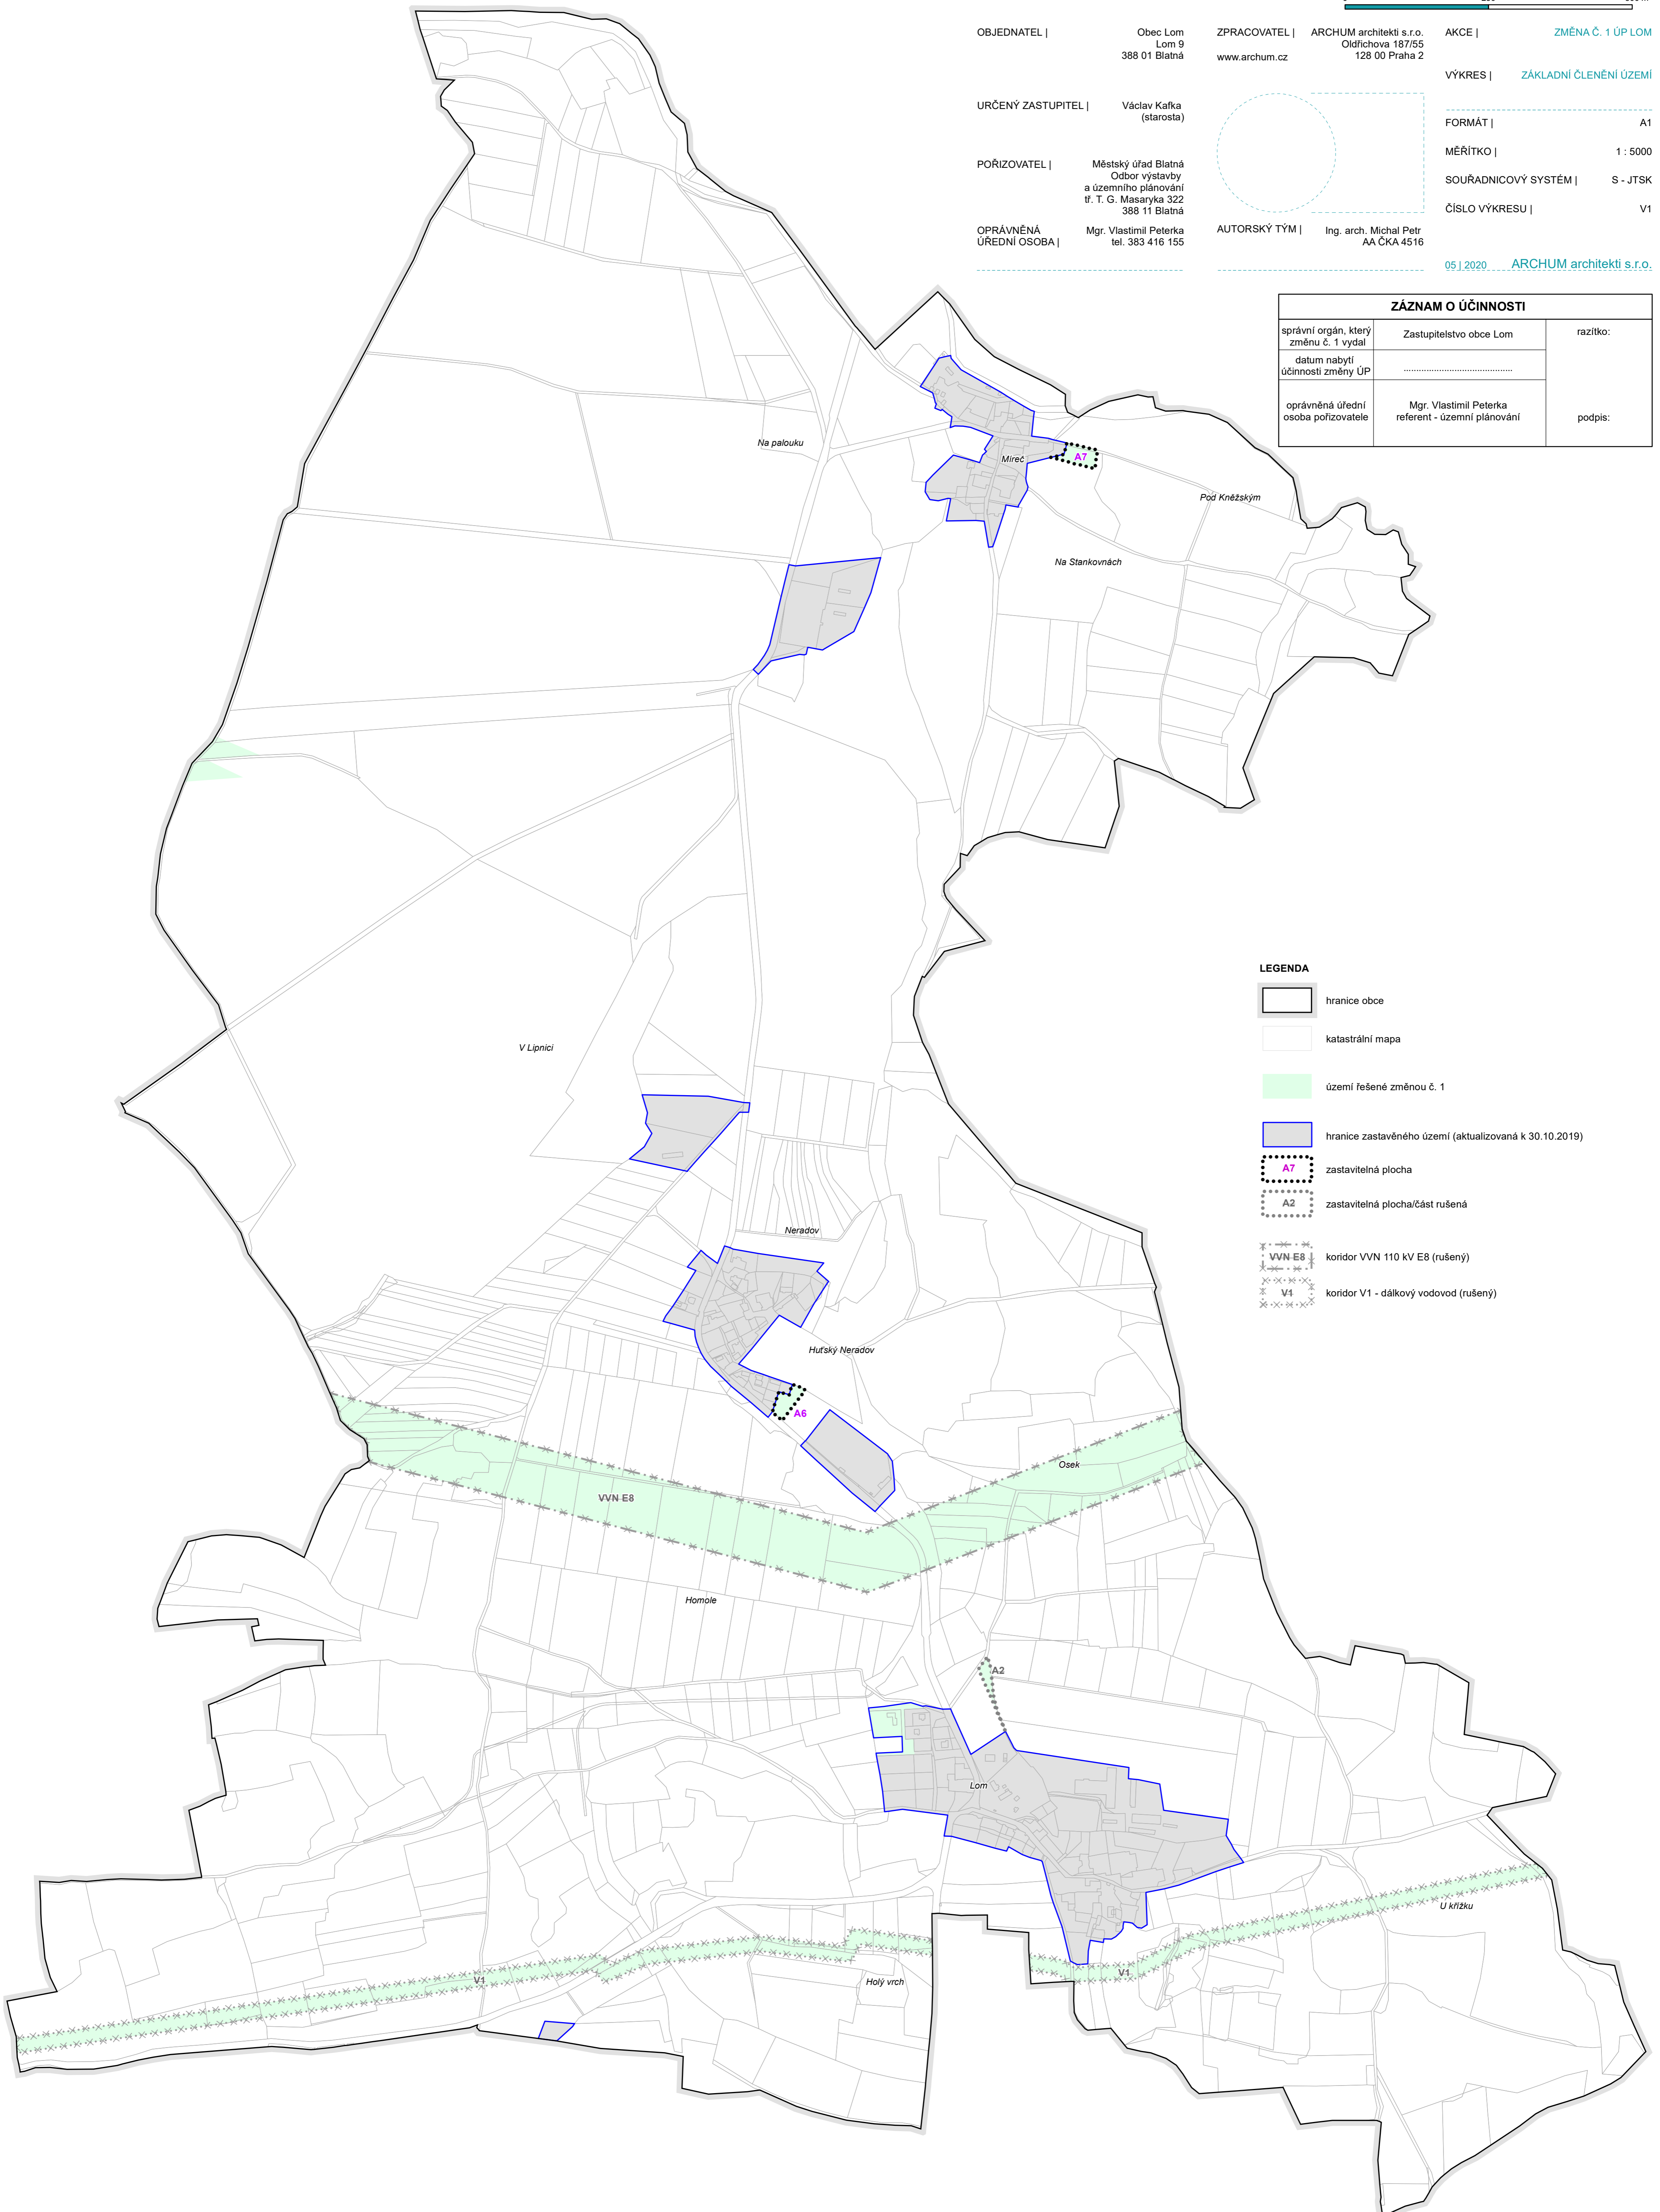 OBJEDNATEL |
Obec Lom
Lom 9
388 01 Blatná
ZPRACOVATEL |
www.archum.cz
ARCHUM architekti s.r.o.
Oldřichova 187/55
128 00 Praha 2
AKCE |
ZMĚNA Č. 1 ÚP LOM
VÝKRES |
ZÁKLADNÍ ČLENĚNÍ ÚZEMÍ
URČENÝ ZASTUPITEL |
Václav Kafka
(starosta)
FORMÁT |
A1
MĚŘÍTKO |
1 : 5000
SOUŘADNICOVÝ SYSTÉM |
S - JTSK
ČÍSLO VÝKRESU |
V1
POŘIZOVATEL |
Městský úřad Blatná
Odbor výstavby
a územního plánování
tř. T. G. Masaryka 322
388 11 Blatná
OPRÁVNĚNÁ
ÚŘEDNÍ OSOBA |
Mgr. Vlastimil Peterka
tel. 383 416 155
AUTORSKÝ TÝM |
Ing. arch. Michal Petr
AA ČKA 4516
05 | 2020
ARCHUM architekti s.r.o.
ZÁZNAM O ÚČINNOSTI
správní orgán, který
změnu č. 1 vydal
Zastupitelstvo obce Lom
razítko:
datum nabytí
účinnosti změny ÚP
...........................................
oprávněná úřední
osoba pořizovatele
Mgr. Vlastimil Peterka
referent - územní plánování
podpis:
Na palouku
Mireč
A7
Pod Kněžským
Na Stankovnách
V Lipnici
LEGENDA
hranice obce
katastrální mapa
území řešené změnou č. 1
hranice zastavěného území (aktualizovaná k 30.10.2019)
A7
zastavitelná plocha
A2
zastavitelná plocha/část rušená
VVN E8
koridor VVN 110 kV E8 (rušený)
V1
koridor V1 - dálkový vodovod (rušený)
Neradov
Huťský Neradov
A6
Osek
VVN E8
Homole
A2
Lom
U křížku
V1
V1
Holý vrch